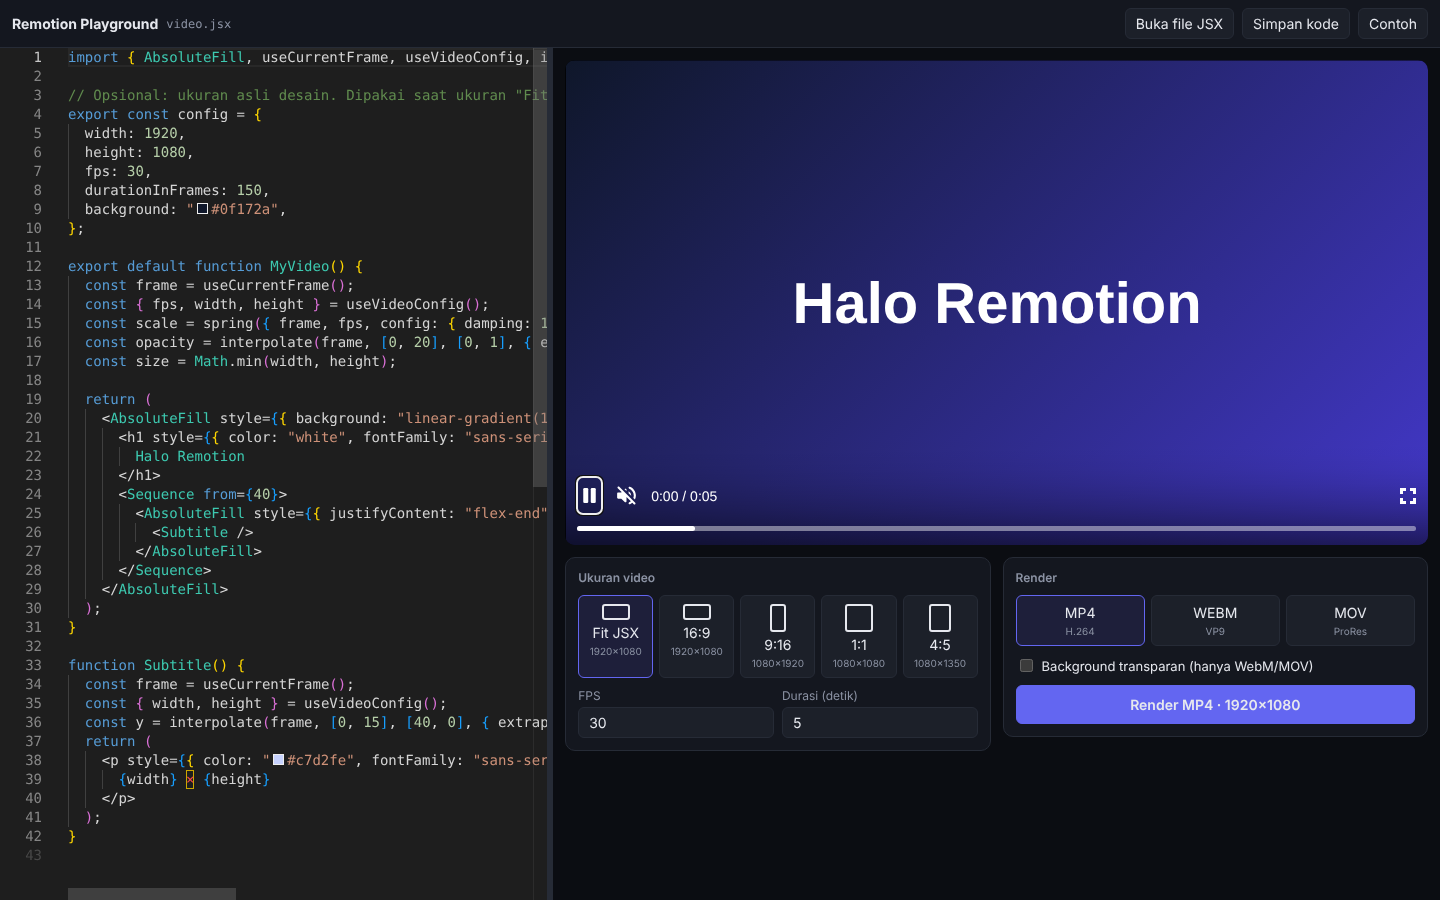 Remotion Playground video.jsx
Buka file JSX
Simpan kode
Contoh
1 import { AbsoluteFill, useCurrentFrame, useVideoConfig, i
2
3 // Opsional: ukuran asli desain. Dipakai saat ukuran "Fit
4 export const config = {
5 width: 1920,
6 height: 1080,
7 fps: 30,
8 durationInFrames: 150,
9 background: "#0f172a",
10 };
11
12 export default function MyVideo() {
13 const frame = useCurrentFrame();
14 const { fps, width, height } = useVideoConfig();
15 const scale = spring({ frame, fps, config: { damping: 1
16 const opacity = interpolate(frame, [0, 20], [0, 1], { e
17 const size = Math.min(width, height);
18
19 return (
20 <AbsoluteFill style={{ background: "linear-gradient(1
21 <h1 style={{ color: "white", fontFamily: "sans-seri
22 Halo Remotion
23 </h1>
24 <Sequence from={40}>
25 <AbsoluteFill style={{ justifyContent: "flex-end"
26 <Subtitle />
27 </AbsoluteFill>
28 </Sequence>
29 </AbsoluteFill>
30 );
31 }
32
33 function Subtitle() {
34 const frame = useCurrentFrame();
35 const { width, height } = useVideoConfig();
36 const y = interpolate(frame, [0, 15], [40, 0], { extrap
37 return (
38 <p style={{ color: "#c7d2fe", fontFamily: "sans-ser
39 {width} × {height}
40 </p>
41 );
42 }
43
Halo Remotion
0:00 / 0:05
Ukuran video
Fit JSX
1920×1080
16:9
1920×1080
9:16
1080×1920
1:1
1080×1080
4:5
1080×1350
FPS
30
Durasi (detik)
5
Render
MP4
H.264
WEBM
VP9
MOV
ProRes
Background transparan (hanya WebM/MOV)
Render MP4 · 1920×1080